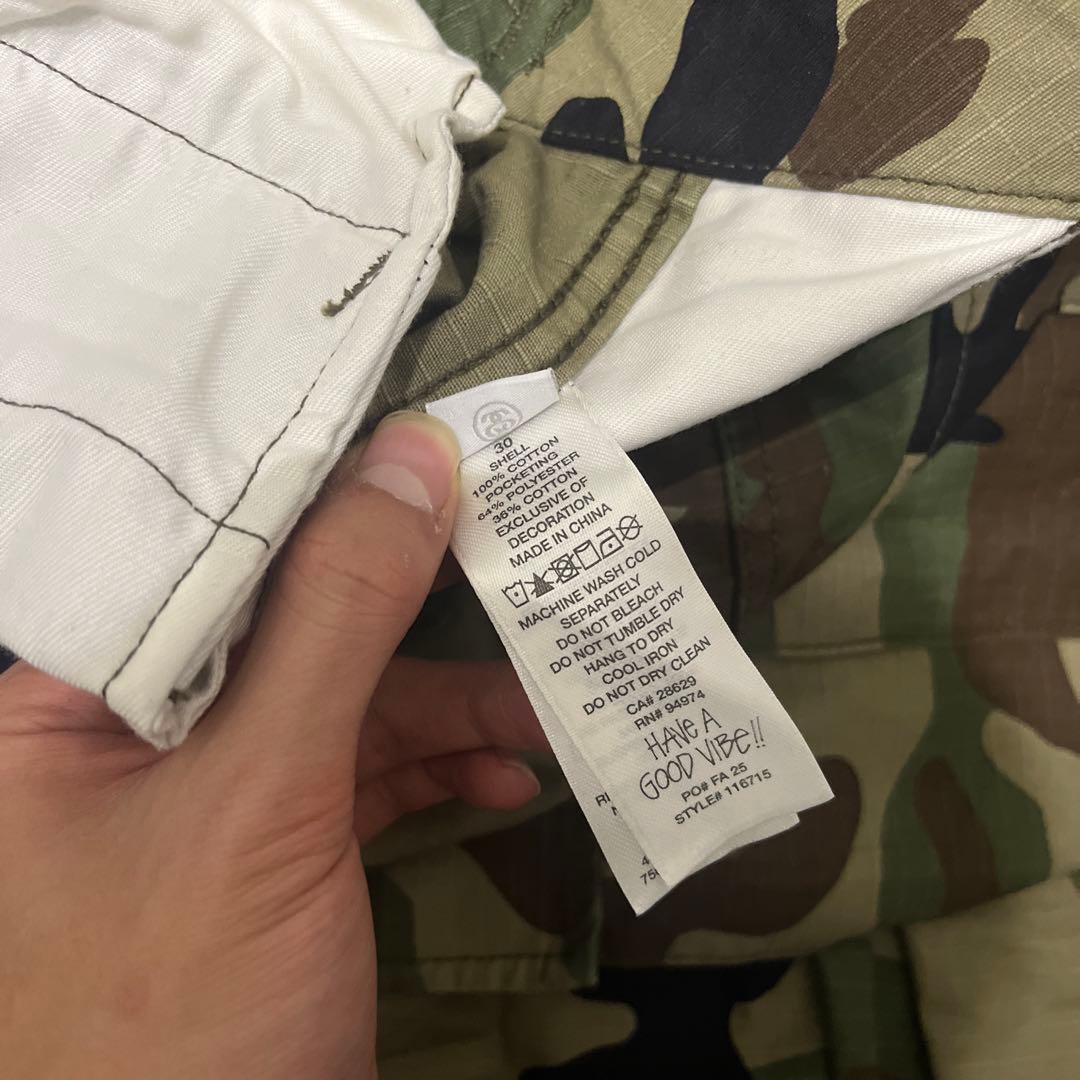 30
SHELL
100% COTTON
POCKETING
64% POLYESTER
36% COTTON
EXCLUSIVE OF
DECORATION
MADE IN CHINA
MACHINE WASH COLD
SEPARATELY
DO NOT BLEACH
DO NOT TUMBLE DRY
HANG TO DRY
COOL IRON
DO NOT DRY CLEAN
CA# 28629
RN# 94974
HAVE A
GOOD VIBE!!
PO# FA 25
STYLE# 116715